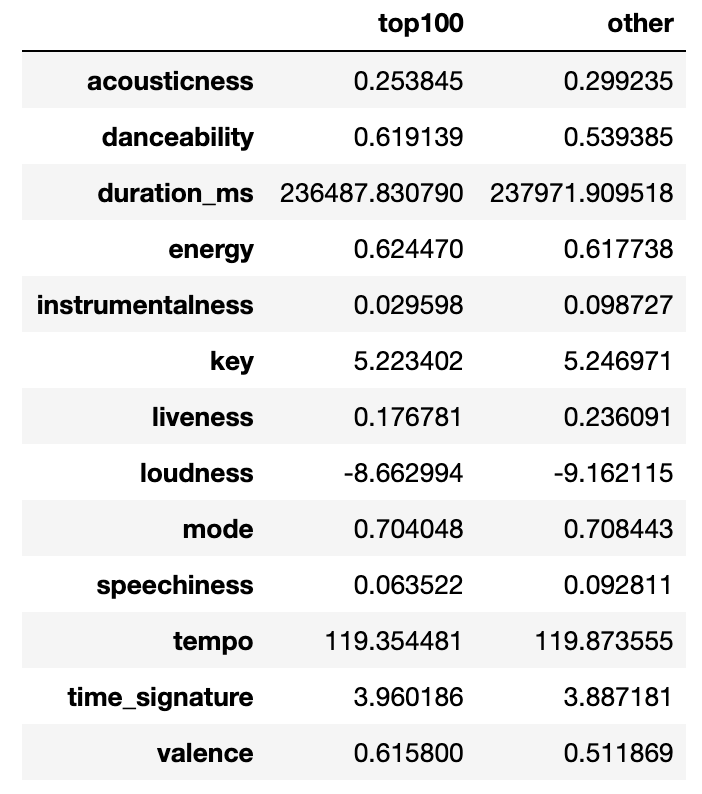 top100 other
acousticness 0.253845 0.299235
danceability 0.619139 0.539385
duration_ms 236487.830790 237971.909518
energy 0.624470 0.617738
instrumentalness 0.029598 0.098727
key 5.223402 5.246971
liveness 0.176781 0.236091
loudness -8.662994 -9.162115
mode 0.704048 0.708443
speechiness 0.063522 0.092811
tempo 119.354481 119.873555
time_signature 3.960186 3.887181
valence 0.615800 0.511869